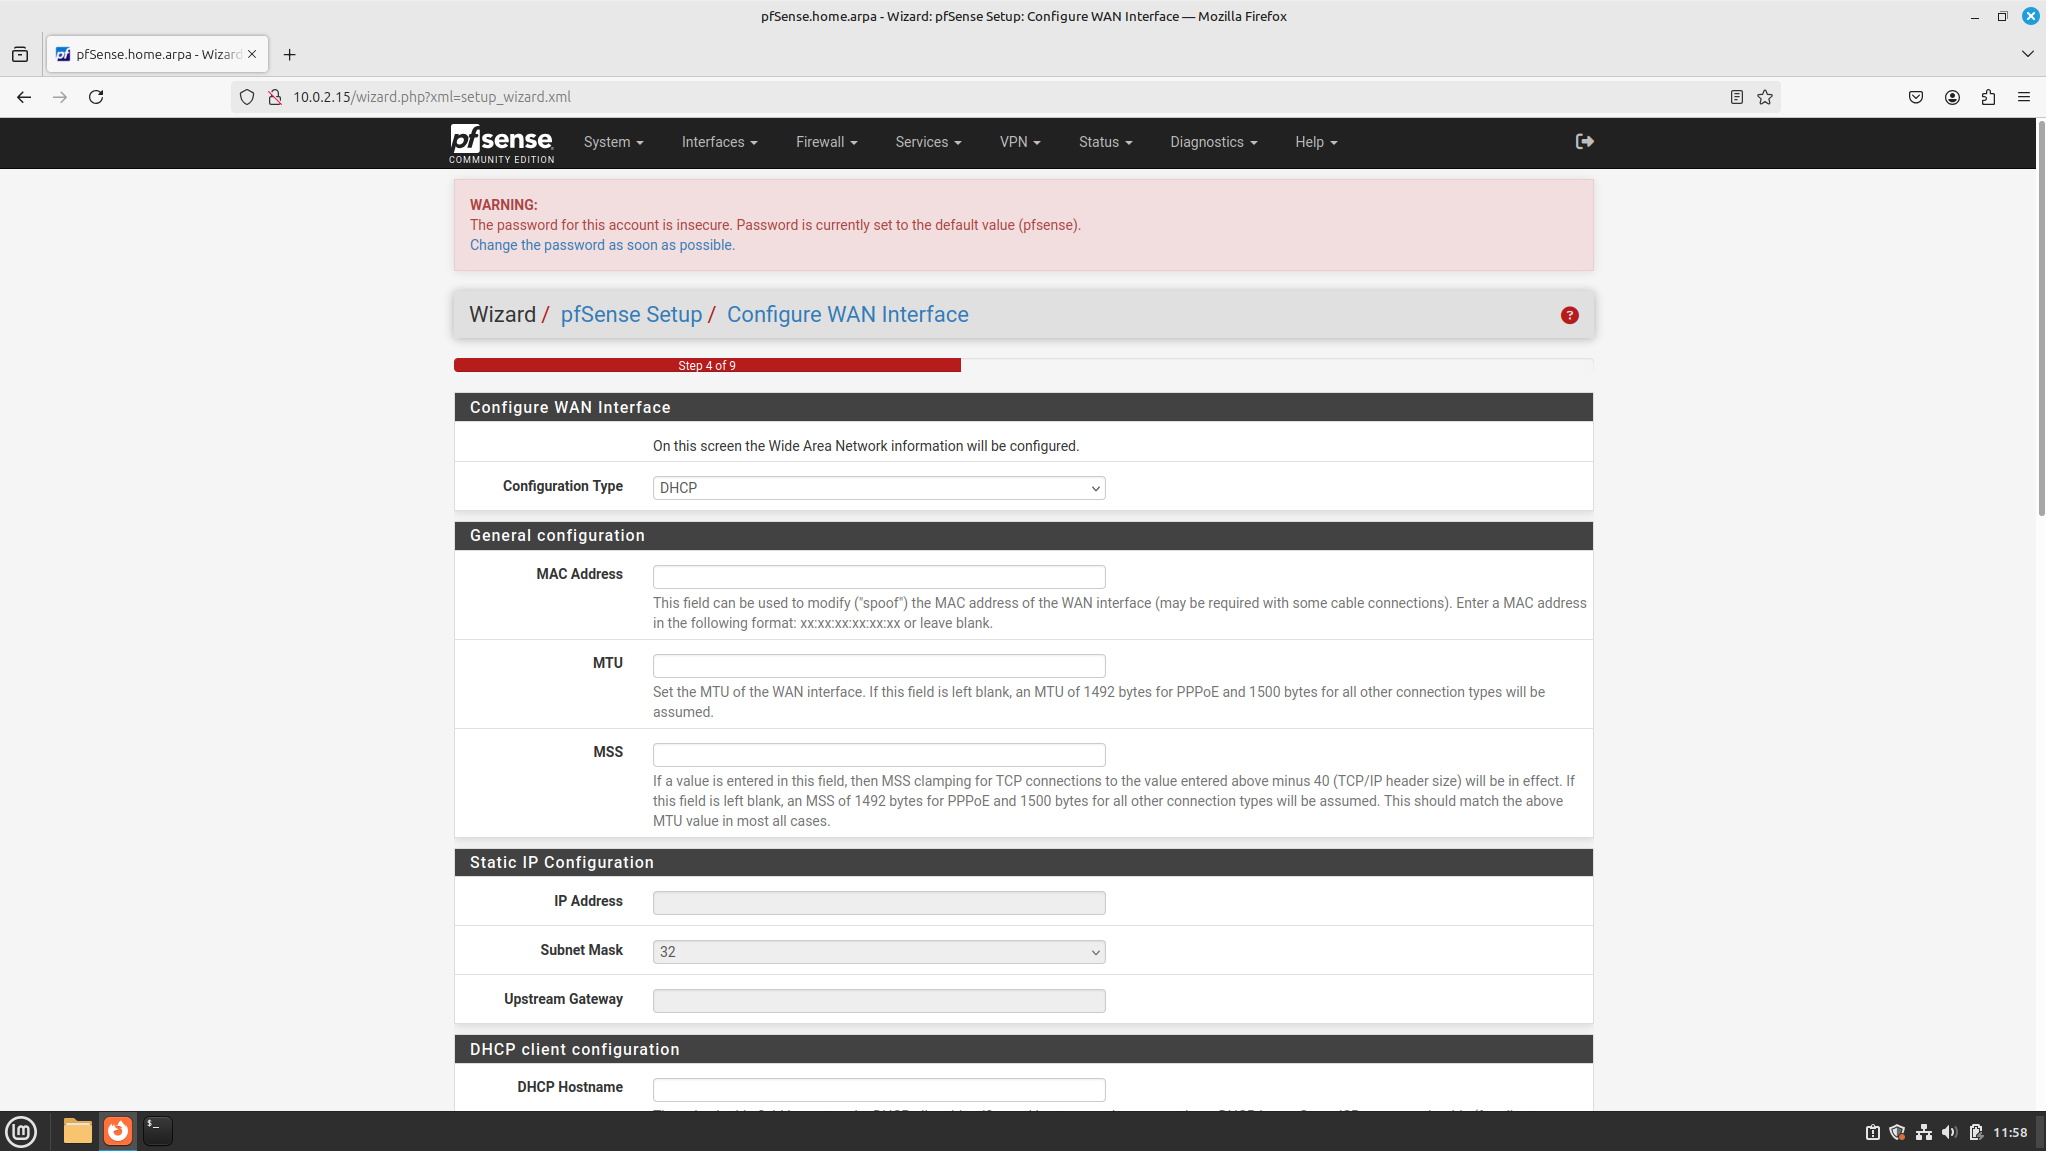 pfSense.home.arpa - Wizard: pfSense Setup: Configure WAN Interface — Mozilla Firefox
pfSense.home.arpa - Wizard
10.0.2.15/wizard.php?xml=setup_wizard.xml
pfsense
COMMUNITY EDITION
System
Interfaces
Firewall
Services
VPN
Status
Diagnostics
Help
WARNING:
The password for this account is insecure. Password is currently set to the default value (pfsense).
Change the password as soon as possible.
Wizard / pfSense Setup / Configure WAN Interface
Step 4 of 9
Configure WAN Interface
On this screen the Wide Area Network information will be configured.
Configuration Type
DHCP
General configuration
MAC Address
This field can be used to modify ("spoof") the MAC address of the WAN interface (may be required with some cable connections). Enter a MAC address
in the following format: xx:xx:xx:xx:xx:xx or leave blank.
MTU
Set the MTU of the WAN interface. If this field is left blank, an MTU of 1492 bytes for PPPoE and 1500 bytes for all other connection types will be
assumed.
MSS
If a value is entered in this field, then MSS clamping for TCP connections to the value entered above minus 40 (TCP/IP header size) will be in effect. If
this field is left blank, an MSS of 1492 bytes for PPPoE and 1500 bytes for all other connection types will be assumed. This should match the above
MTU value in most all cases.
Static IP Configuration
IP Address
Subnet Mask
32
Upstream Gateway
DHCP client configuration
DHCP Hostname
11:58